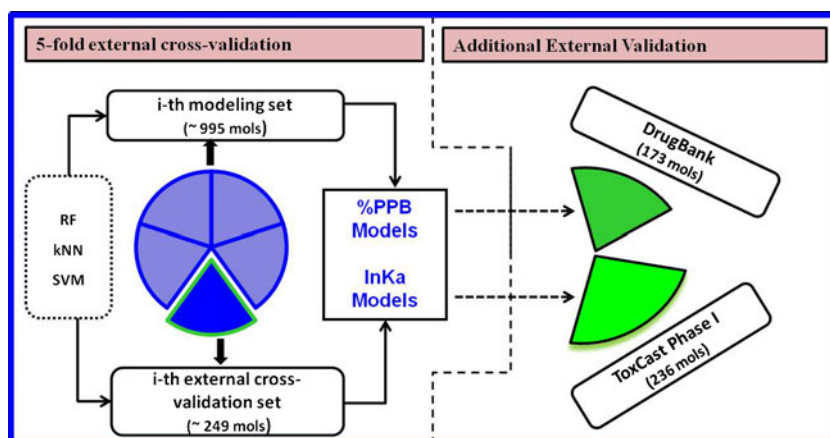 5-fold external cross-validation
Additional External Validation
i-th modeling set
(~ 995 mols)
RF
kNN
SVM
%PPB
Models
lnKa
Models
i-th external cross-
validation set
(~ 249 mols)
DrugBank
(173 mols)
ToxCast Phase I
(236 mols)